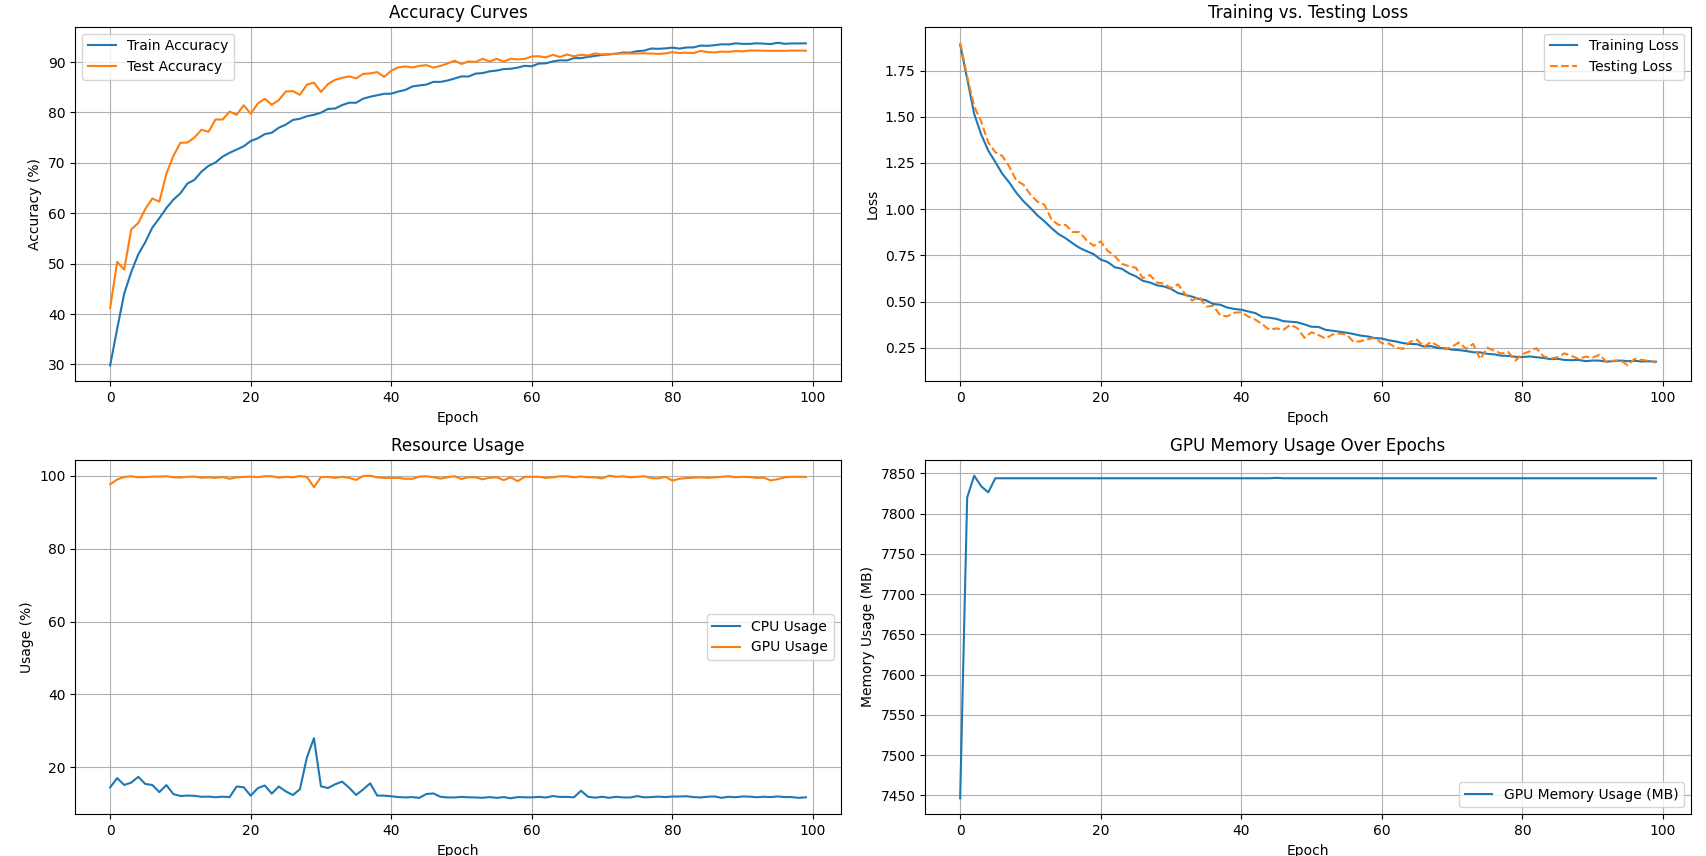 Accuracy Curves
Train Accuracy
Test Accuracy
Accuracy (%)
90
80
70
60
50
40
30
0 20 40 60 80 100
Epoch
Training vs. Testing Loss
Training Loss
Testing Loss
Loss
1.75
1.50
1.25
1.00
0.75
0.50
0.25
0 20 40 60 80 100
Epoch
Resource Usage
CPU Usage
GPU Usage
Usage (%)
100
80
60
40
20
0 20 40 60 80 100
Epoch
GPU Memory Usage Over Epochs
Memory Usage (MB)
7850
7800
7750
7700
7650
7600
7550
7500
7450
GPU Memory Usage (MB)
0 20 40 60 80 100
Epoch